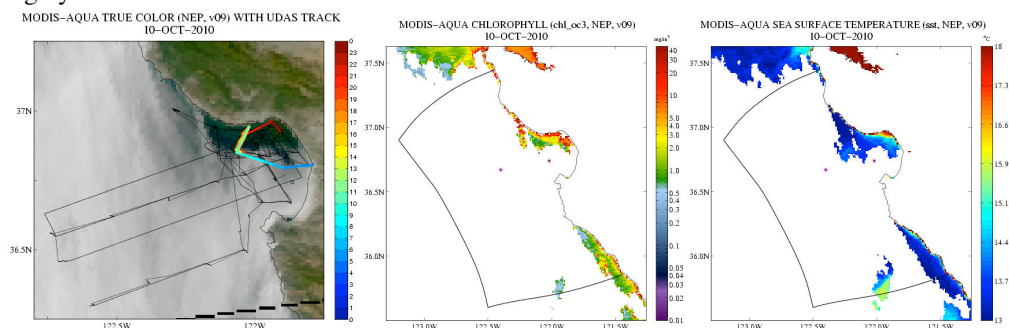 MODIS-AQUA TRUE COLOR (NEP, v09) WITH UDAS TRACK
10-OCT-2010
37N
36.5N
122.5W
122W
0
23
22
21
20
19
18
17
16
15
14
13
12
11
10
9
8
7
6
5
4
3
2
1
0
MODIS-AQUA CHLOROPHYLL (chl_oc3, NEP, v09)
10-OCT-2010
mg/m³
37.5N
37.0N
36.5N
36.0N
123.0W
122.5W
122.0W
121.5W
40
30
20
10
5.0
4.0
3.0
2.0
1.0
0.5
0.4
0.3
0.2
0.1
0.05
0.04
0.03
0.02
0.01
MODIS-AQUA SEA SURFACE TEMPERATURE (sst, NEP, v09)
10-OCT-2010
°C
37.5N
37.0N
36.5N
36.0N
123.0W
122.5W
122.0W
121.5W
18
17.2
16.5
15.8
15.1
14.4
13.7
13